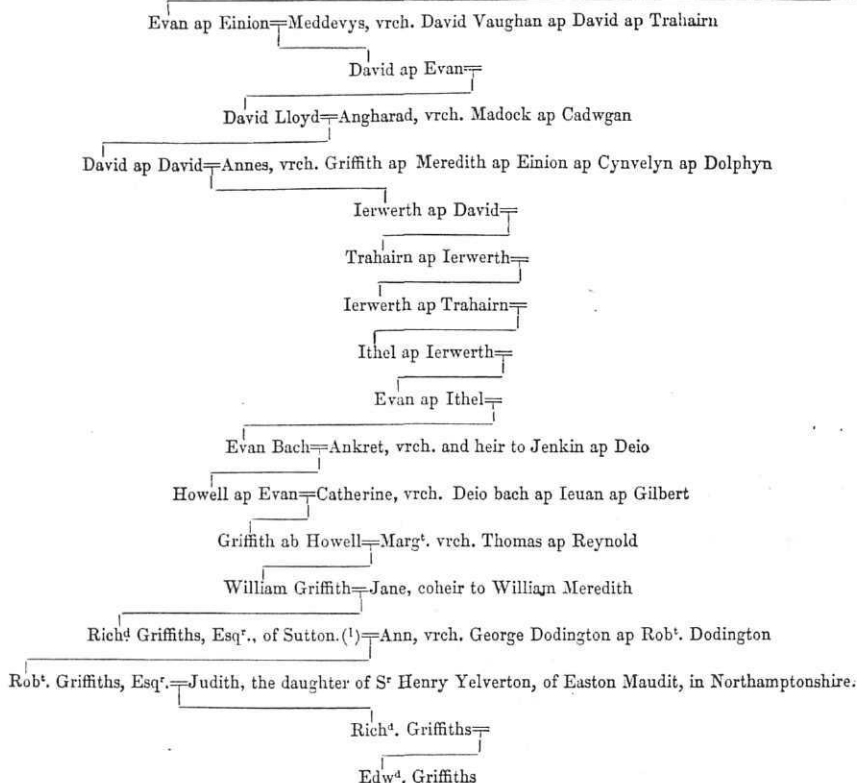 Evan ap Einion=Meddevys, vrch. David Vaughan ap David ap Trahairn
David ap Evan=
David Lloyd=Angharad, vrch. Madock ap Cadwgan
David ap David=Annes, vrch. Griffith ap Meredith ap Einion ap Cynvelyn ap Dolphyn
Ierwerth ap David=
Trahairn ap Ierwerth=
Ierwerth ap Trahairn=
Ithel ap Ierwerth=
Evan ap Ithel=
Evan Bach=Ankret, vrch. and heir to Jenkin ap Deio
Howell ap Evan=Catherine, vrch. Deio bach ap Ieuan ap Gilbert
Griffith ab Howell=Margᵗ. vrch. Thomas ap Reynold
William Griffith=Jane, coheir to William Meredith
Richᵈ Griffiths, Esqʳ., of Sutton.(¹)=Ann, vrch. George Dodington ap Robᵗ. Dodington
Robᵗ. Griffiths, Esqʳ.=Judith, the daughter of Sʳ Henry Yelverton, of Easton Maudit, in Northamptonshire.
Richᵈ. Griffiths=
Edwᵈ. Griffiths